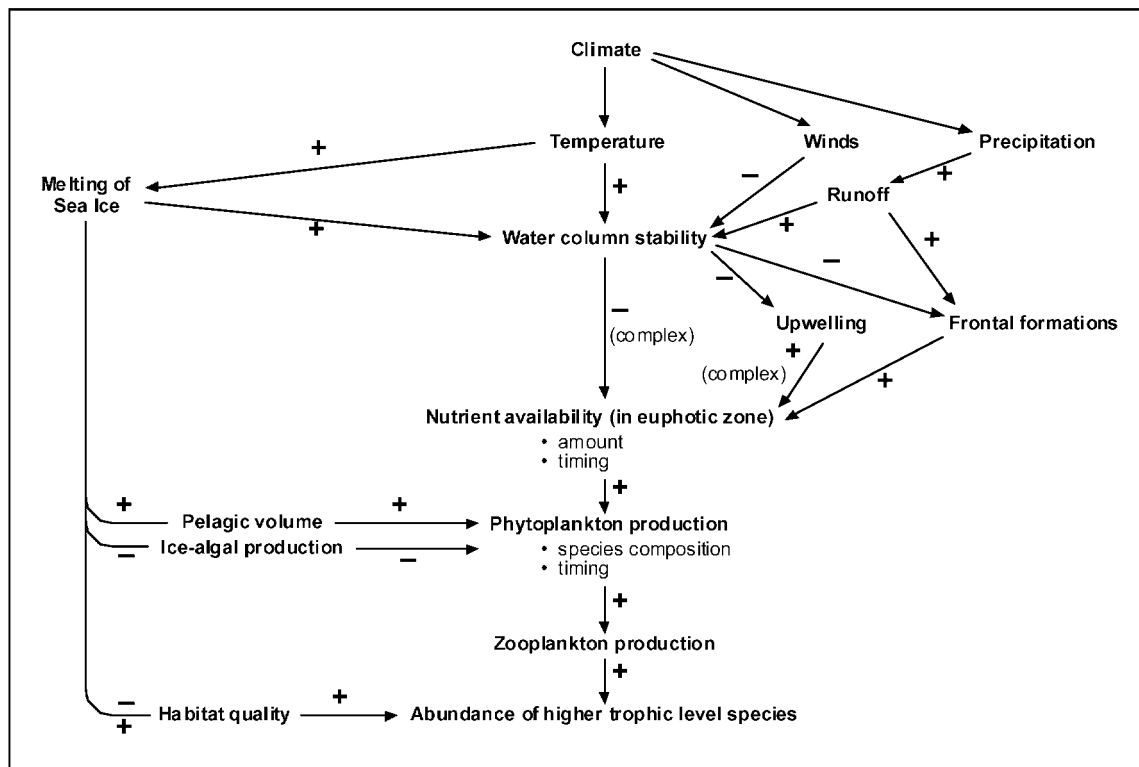 Climate
Temperature
Winds
Precipitation
+
Melting of
Sea Ice
+
−
+
Runoff
+
+
+
Water column stability
−
−
−
(complex)
Upwelling
Frontal formations
+
(complex)
+
Nutrient availability (in euphotic zone)
• amount
• timing
+
+
Pelagic volume
+
Phytoplankton production
−
Ice-algal production
−
• species composition
• timing
+
Zooplankton production
+
−
+
Habitat quality
+
Abundance of higher trophic level species